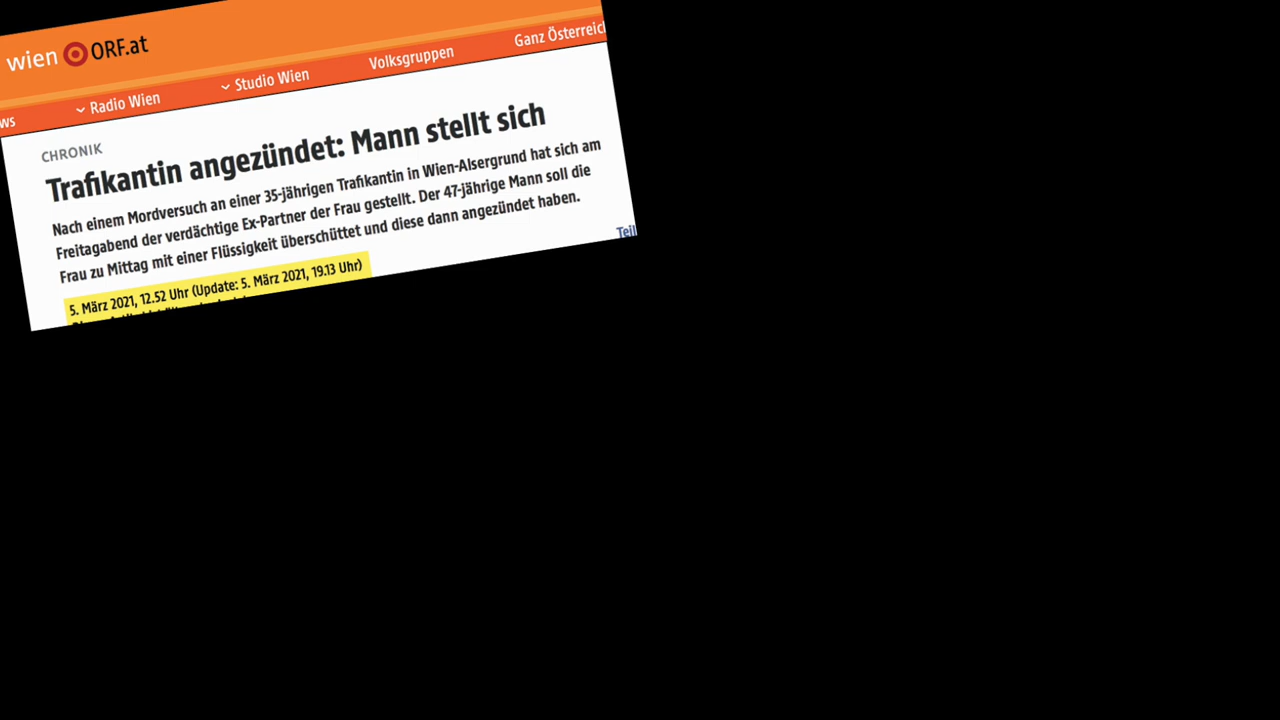 wien ORF.at
ws Radio Wien Studio Wien Volksgruppen Ganz Österreich
CHRONIK
Trafikantin angezündet: Mann stellt sich
Nach einem Mordversuch an einer 35-jährigen Trafikantin in Wien-Alsergrund hat sich am
Freitagabend der verdächtige Ex-Partner der Frau gestellt. Der 47-jährige Mann soll die
Frau zu Mittag mit einer Flüssigkeit überschüttet und diese dann angezündet haben.
Teil
5. März 2021, 12.52 Uhr (Update: 5. März 2021, 19.13 Uhr)